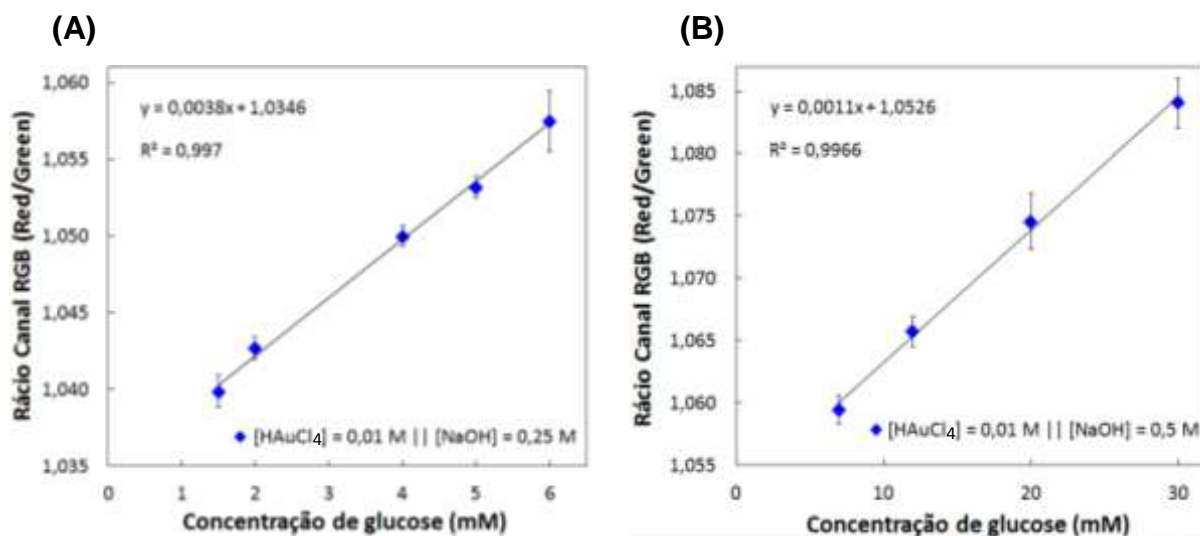 (A)
Rácio Canal RGB (Red/Green)
1,060
1,055
1,050
1,045
1,040
1,035
y = 0,0038x + 1,0346
R² = 0,997
[HAuCl4] = 0,01 M || [NaOH] = 0,25 M
0 1 2 3 4 5 6
Concentração de glucose (mM)
(B)
Rácio Canal RGB (Red/Green)
1,085
1,080
1,075
1,070
1,065
1,060
1,055
y = 0,0011x + 1,0526
R² = 0,9966
[HAuCl4] = 0,01 M || [NaOH] = 0,5 M
0 10 20 30
Concentração de glucose (mM)